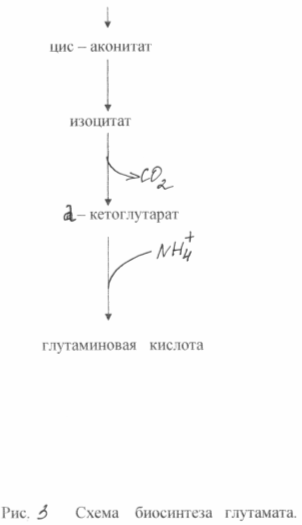 цис – аконитат
изоцитат
CO₂
α – кетоглутарат
NH₄⁺
глутаминовая кислота
Рис. 3 Схема биосинтеза глутамата.